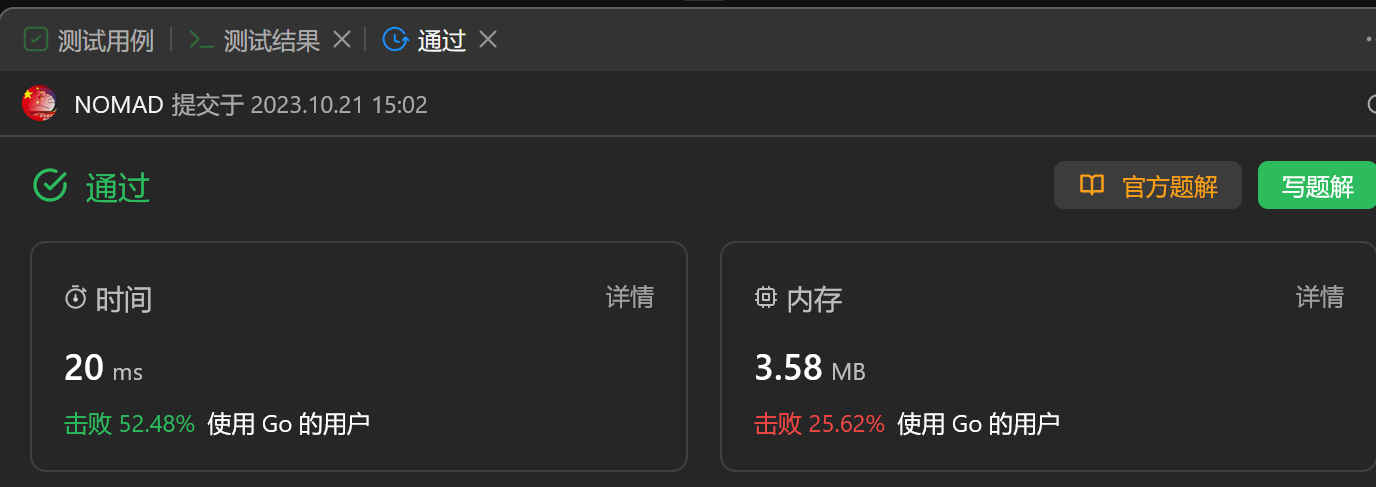 测试用例 测试结果 通过
NOMAD 提交于 2023.10.21 15:02
通过 官方题解 写题解
时间 详情 内存 详情
20 ms 3.58 MB
击败 52.48% 使用 Go 的用户 击败 25.62% 使用 Go 的用户